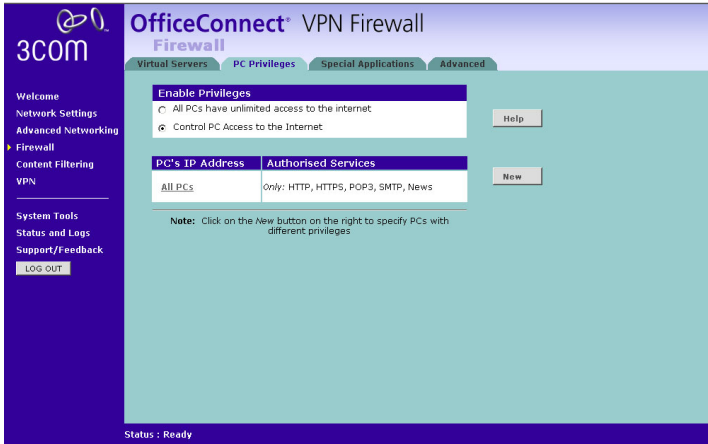 3COM
OfficeConnect® VPN Firewall
Firewall
Virtual Servers PC Privileges Special Applications Advanced
Welcome
Network Settings
Advanced Networking
Firewall
Content Filtering
VPN
System Tools
Status and Logs
Support/Feedback
LOG OUT
Enable Privileges
All PCs have unlimited access to the internet
Control PC Access to the Internet
Help
PC's IP Address Authorised Services
All PCs Only: HTTP, HTTPS, POP3, SMTP, News
New
Note: Click on the New button on the right to specify PCs with
different privileges
Status : Ready